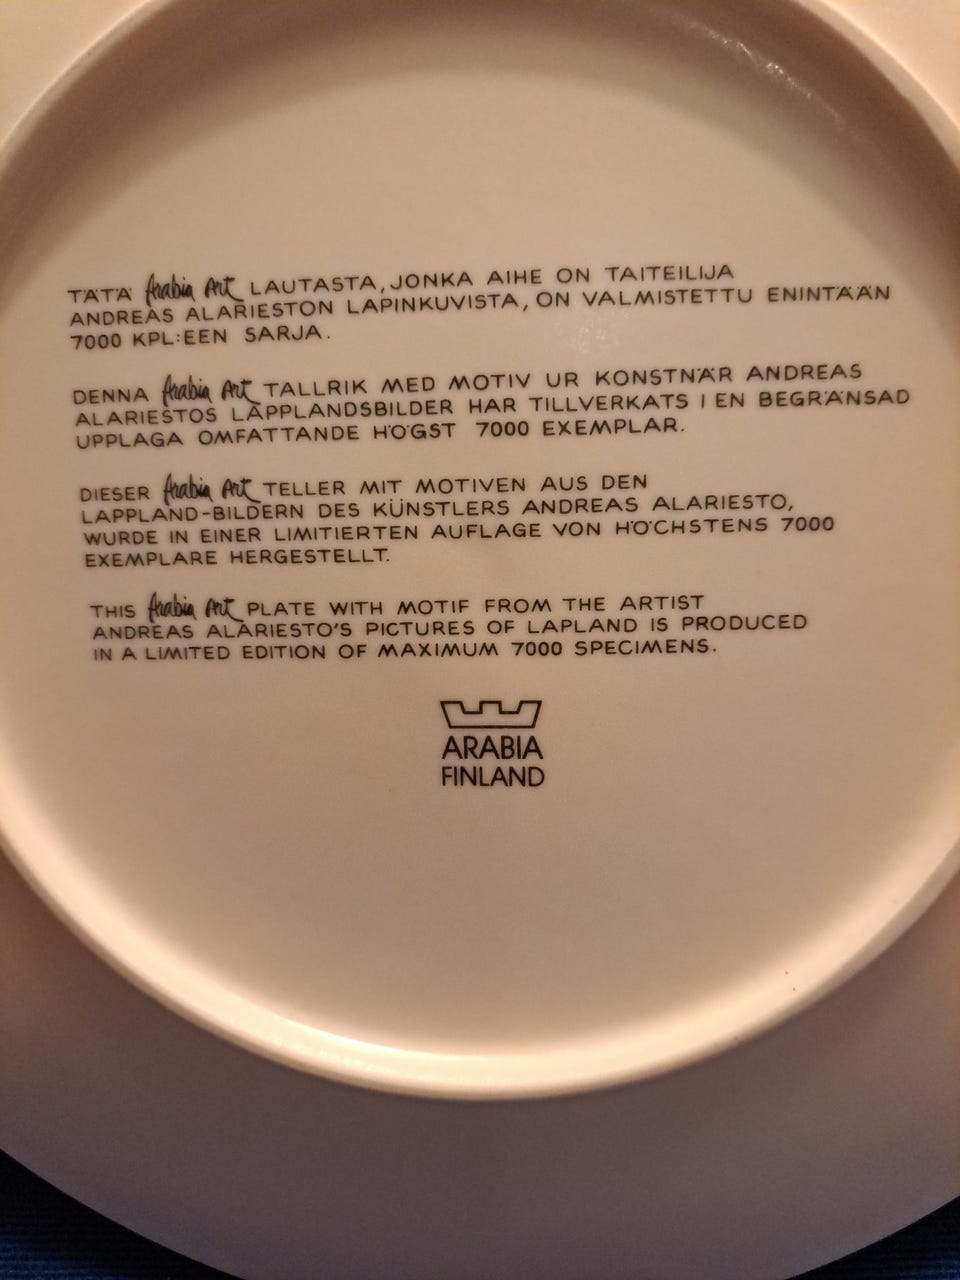 TÄTÄ Arabia Art LAUTASTA, JONKA AIHE ON TAITEILIJA
ANDREAS ALARIESTON LAPINKUVISTA, ON VALMISTETTU ENINTÄÄN
7000 KPL:EEN SARJA.
DENNA Arabia Art TALLRIK MED MOTIV UR KONSTNÄR ANDREAS
ALARIESTOS LAPPLANDSBILDER HAR TILLVERKATS I EN BEGRÄNSAD
UPPLAGA OMFATTANDE HÖGST 7000 EXEMPLAR.
DIESER Arabia Art TELLER MIT MOTIVEN AUS DEN
LAPPLAND-BILDERN DES KÜNSTLERS ANDREAS ALARIESTO,
WURDE IN EINER LIMITIERTEN AUFLAGE VON HÖCHSTENS 7000
EXEMPLARE HERGESTELLT.
THIS Arabia Art PLATE WITH MOTIF FROM THE ARTIST
ANDREAS ALARIESTO'S PICTURES OF LAPLAND IS PRODUCED
IN A LIMITED EDITION OF MAXIMUM 7000 SPECIMENS.
ARABIA
FINLAND